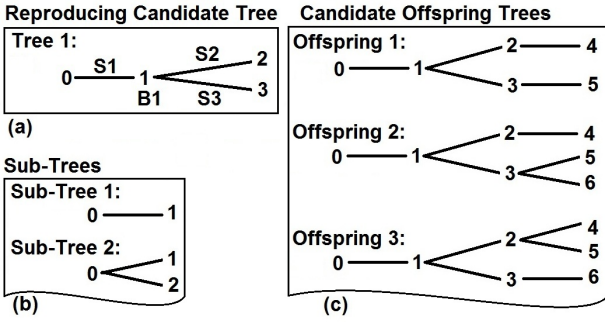 Reproducing Candidate Tree
Tree 1:
0 S1 1 S2 2
B1 S3 3
(a)
Sub-Trees
Sub-Tree 1:
0 1
Sub-Tree 2:
0 1
2
(b)
Candidate Offspring Trees
Offspring 1:
0 1 2 4
3 5
Offspring 2:
0 1 2 4
3 5
6
Offspring 3:
0 1 2 4
5
3 6
(c)